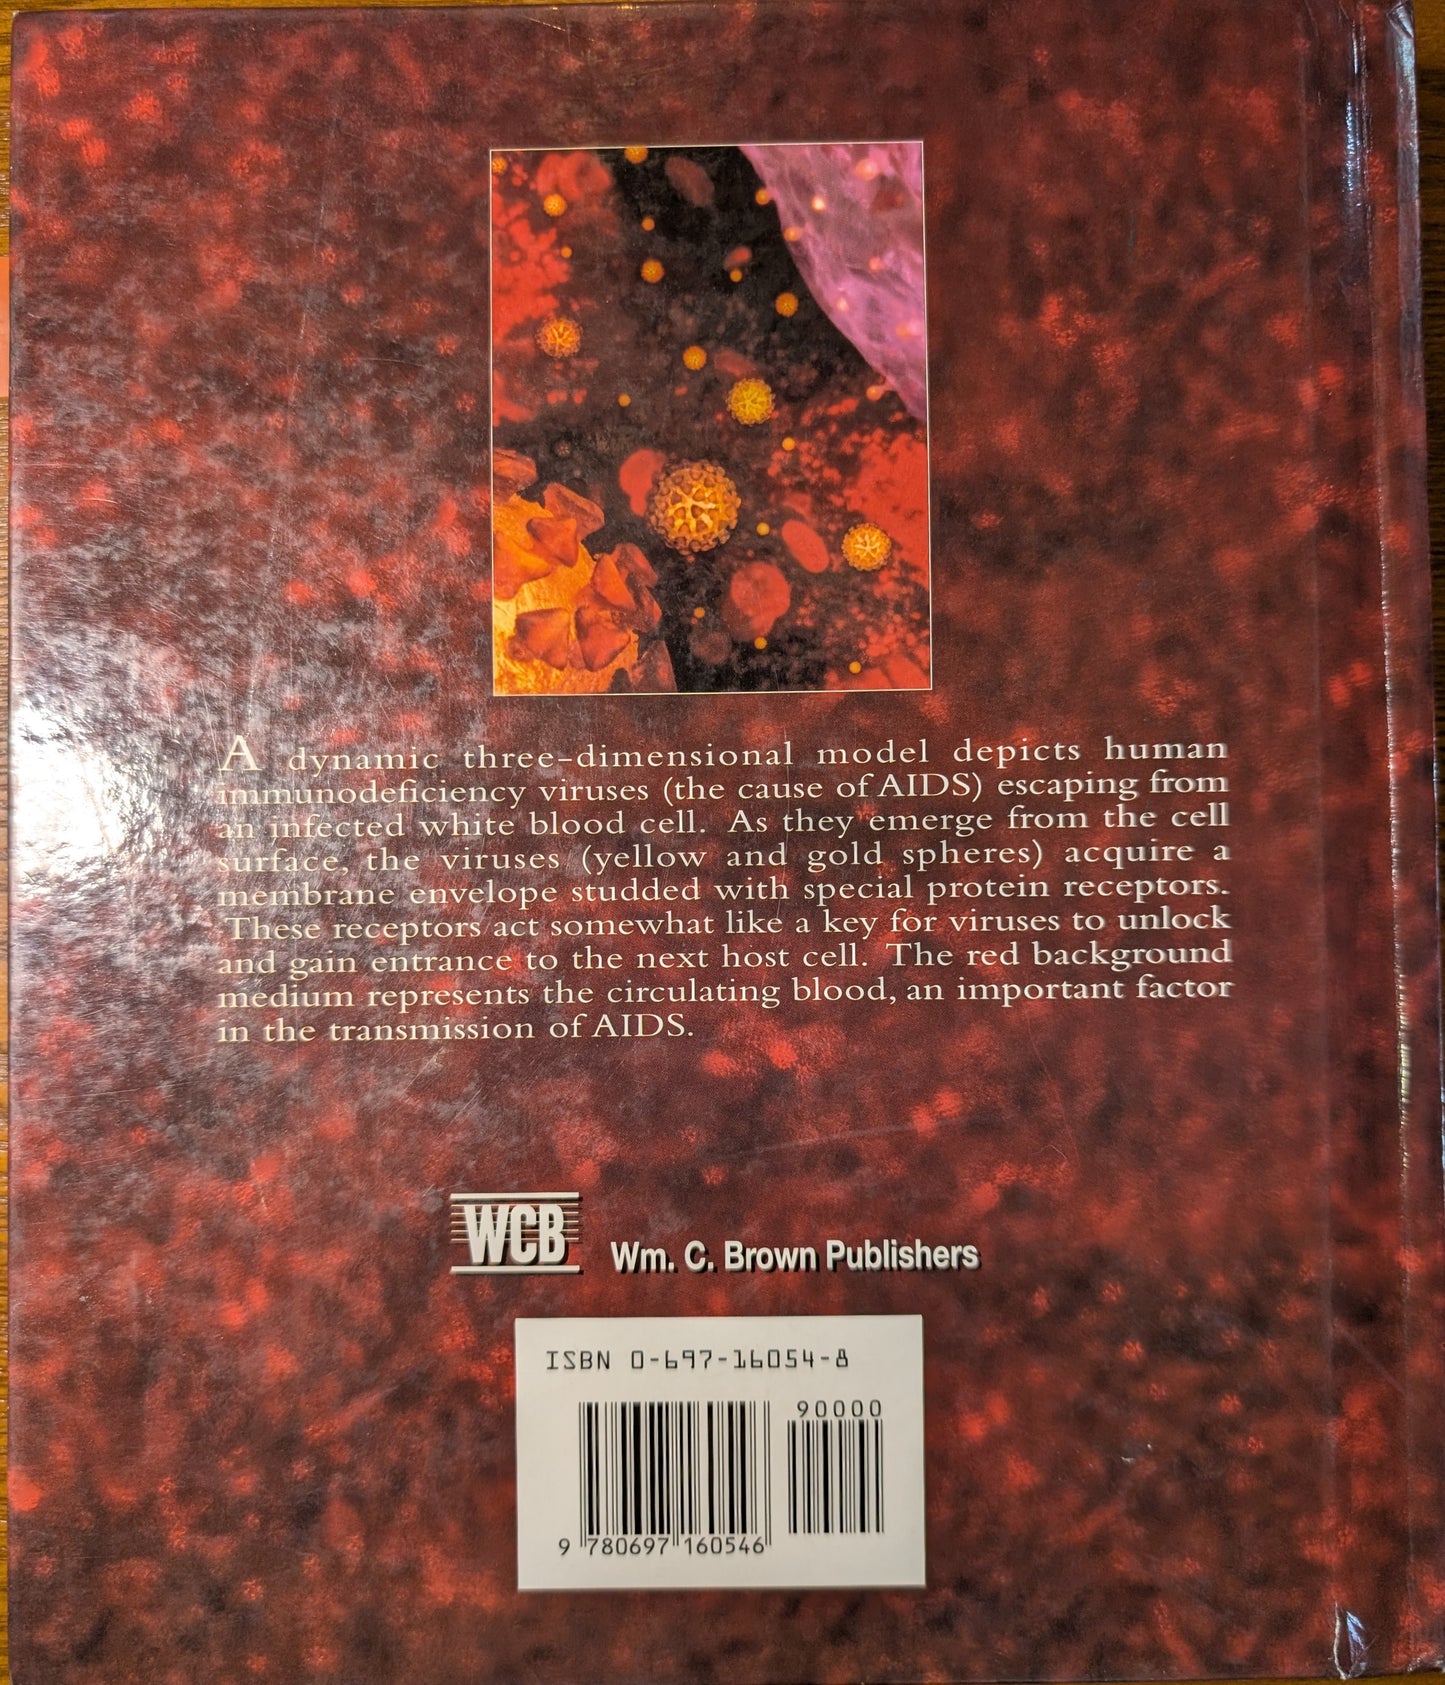 A dynamic three-dimensional model depicts human
immunodeficiency viruses (the cause of AIDS) escaping from
an infected white blood cell. As they emerge from the cell
surface, the viruses (yellow and gold spheres) acquire a
membrane envelope studded with special protein receptors.
These receptors act somewhat like a key for viruses to unlock
and gain entrance to the next host cell. The red background
medium represents the circulating blood, an important factor
in the transmission of AIDS.
WCB Wm. C. Brown Publishers
ISBN 0-697-16054-8
90000
9 780697 160546